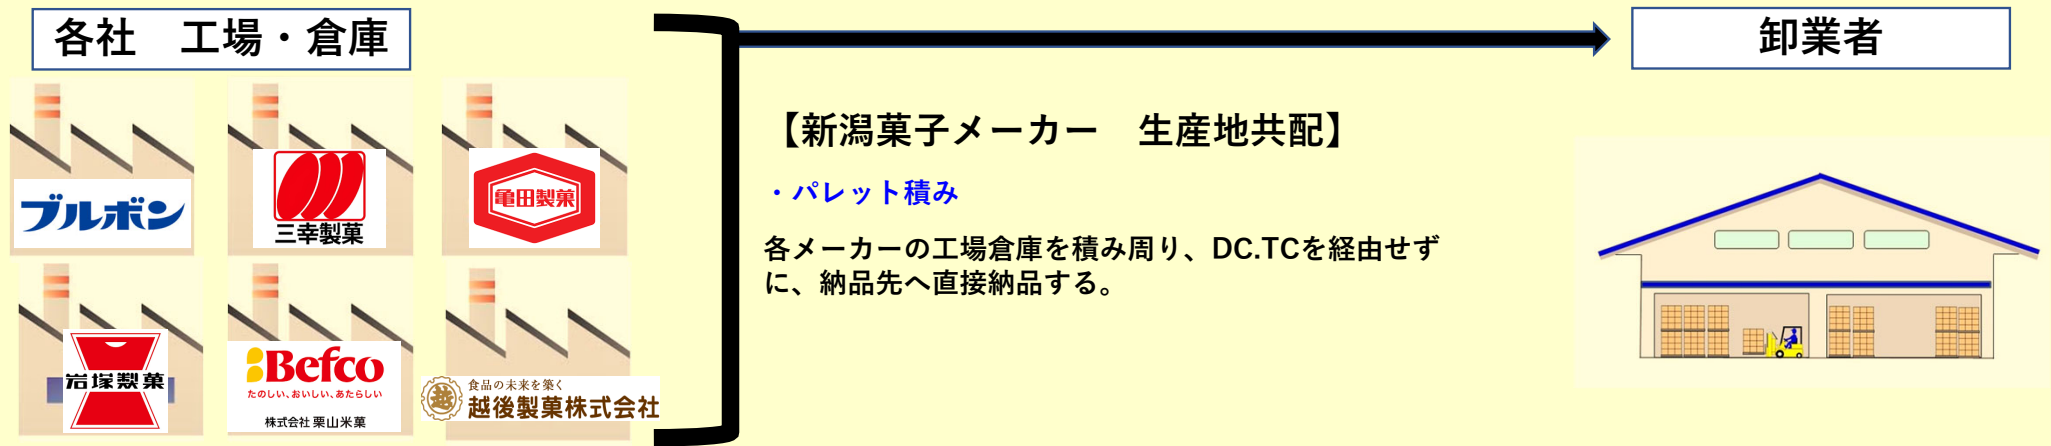 各社　工場・倉庫
卸業者
【新潟菓子メーカー　生産地共配】
・パレット積み
各メーカーの工場倉庫を積み周り、DC.TCを経由せず
に、納品先へ直接納品する。
ブルボン
三幸製菓
亀田製菓
岩塚製菓
Befco
たのしい、おいしい、あたらしい
株式会社 栗山米菓
越
食品の未来を築く
越後製菓株式会社